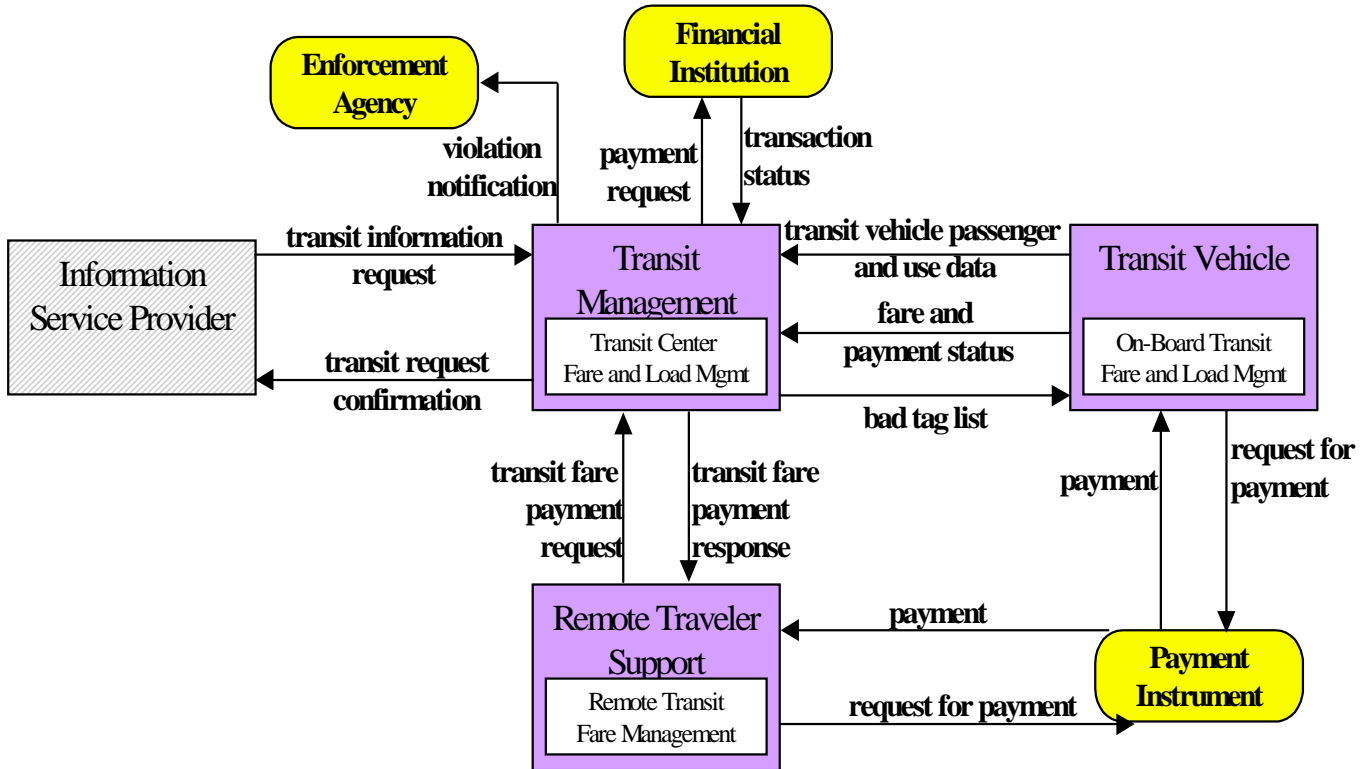 Financial
Institution
Enforcement
Agency
violation
notification
payment
request
transaction
status
transit information
request
transit vehicle passenger
and use data
Information
Service Provider
Transit
Management
Transit Center
Fare and Load Mgmt
Transit Vehicle
On-Board Transit
Fare and Load Mgmt
fare and
payment status
transit request
confirmation
bad tag list
transit fare
payment
request
transit fare
payment
response
payment
request for
payment
Remote Traveler
Support
Remote Transit
Fare Management
payment
request for payment
Payment
Instrument